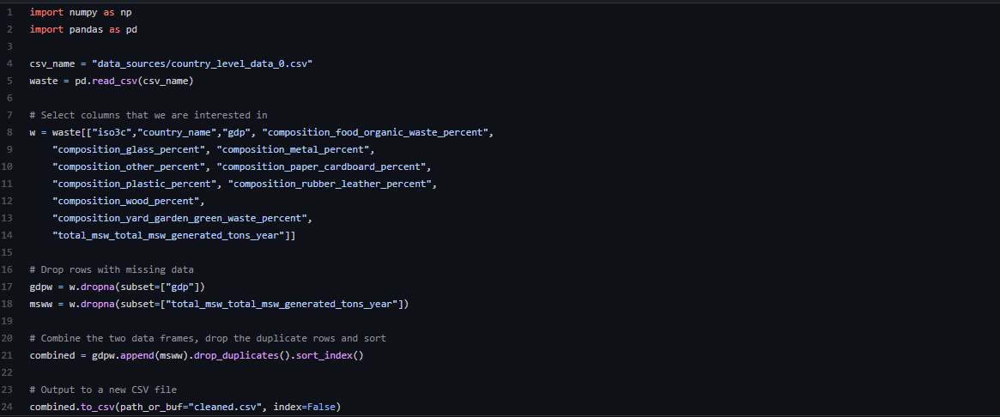 1 import numpy as np
2 import pandas as pd
3
4 csv_name = "data_sources/country_level_data_0.csv"
5 waste = pd.read_csv(csv_name)
6
7 # Select columns that we are interested in
8 w = waste[["iso3c","country_name","gdp", "composition_food_organic_waste_percent",
9     "composition_glass_percent", "composition_metal_percent",
10     "composition_other_percent", "composition_paper_cardboard_percent",
11     "composition_plastic_percent", "composition_rubber_leather_percent",
12     "composition_wood_percent",
13     "composition_yard_garden_green_waste_percent",
14     "total_msw_total_msw_generated_tons_year"]]
15
16 # Drop rows with missing data
17 gdpw = w.dropna(subset=["gdp"])
18 msww = w.dropna(subset=["total_msw_total_msw_generated_tons_year"])
19
20 # Combine the two data frames, drop the duplicate rows and sort
21 combined = gdpw.append(msww).drop_duplicates().sort_index()
22
23 # Output to a new CSV file
24 combined.to_csv(path_or_buf="cleaned.csv", index=False)